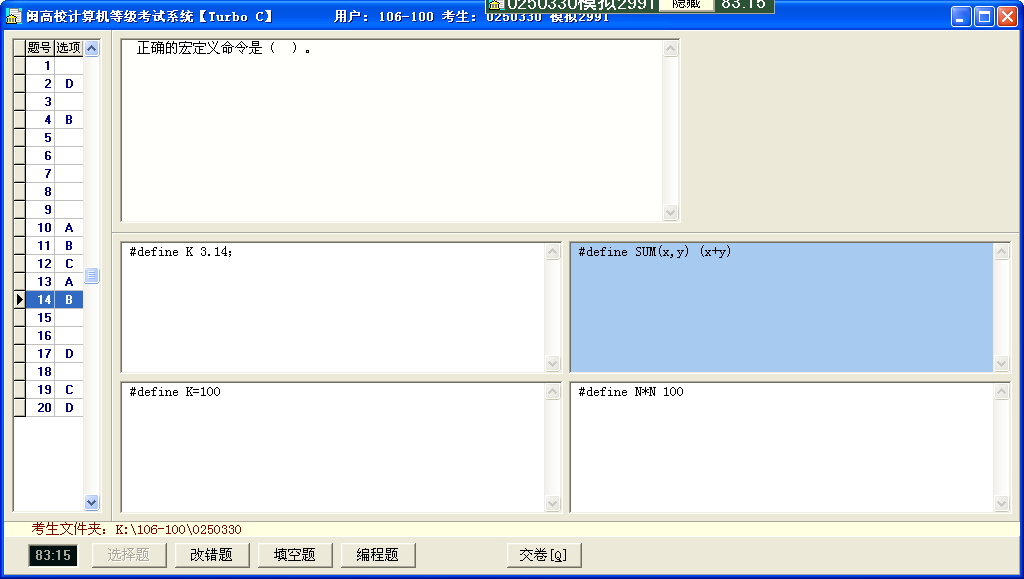 0250330模拟2991 隐藏 83:15
闽高校计算机等级考试系统【Turbo C】 用户: 106-100 考生: 0250330 模拟2991
题号 选项
1
2 D
3
4 B
5
6
7
8
9
10 A
11 B
12 C
13 A
14 B
15
16
17 D
18
19 C
20 D
正确的宏定义命令是（ ）。
#define K 3.14;
#define SUM(x,y) (x+y)
#define K=100
#define N*N 100
考生文件夹: K:\106-100\0250330
83:15 选择题 改错题 填空题 编程题 交卷[Q]